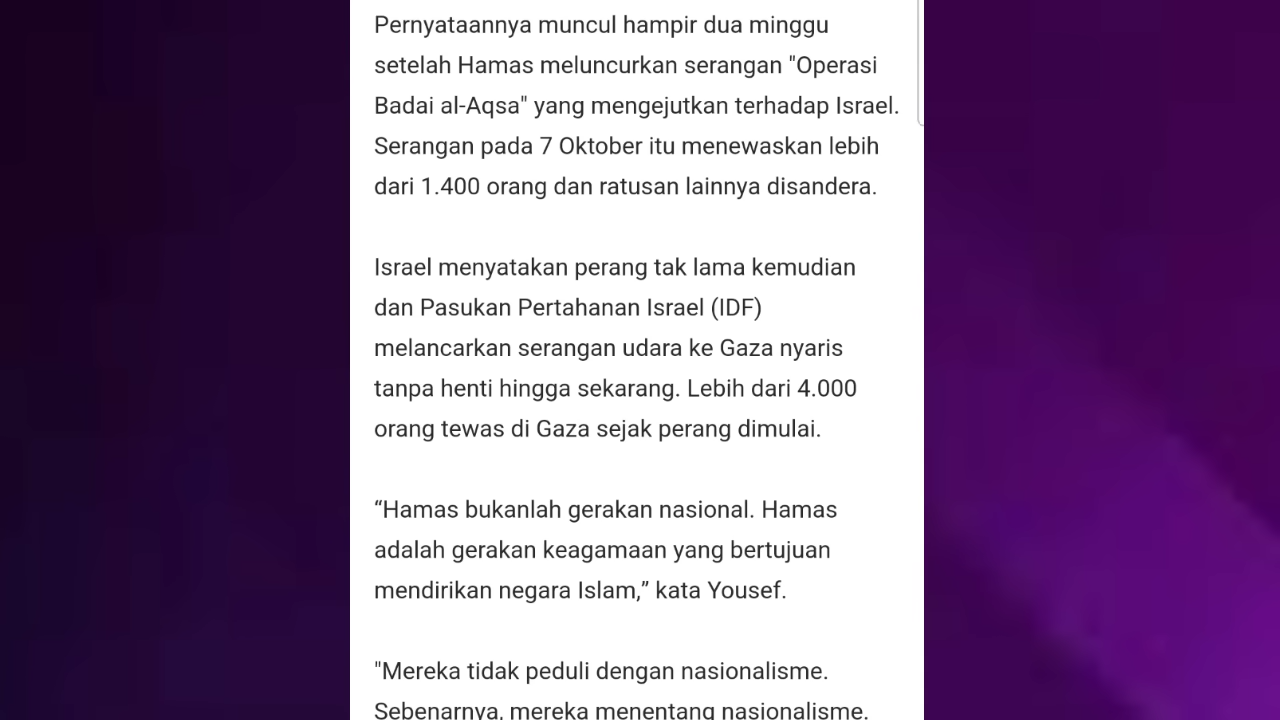 Pernyataannya muncul hampir dua minggu
setelah Hamas meluncurkan serangan "Operasi
Badai al-Aqsa" yang mengejutkan terhadap Israel.
Serangan pada 7 Oktober itu menewaskan lebih
dari 1.400 orang dan ratusan lainnya disandera.
Israel menyatakan perang tak lama kemudian
dan Pasukan Pertahanan Israel (IDF)
melancarkan serangan udara ke Gaza nyaris
tanpa henti hingga sekarang. Lebih dari 4.000
orang tewas di Gaza sejak perang dimulai.
“Hamas bukanlah gerakan nasional. Hamas
adalah gerakan keagamaan yang bertujuan
mendirikan negara Islam,” kata Yousef.
"Mereka tidak peduli dengan nasionalisme.
Sebenarnya, mereka menentang nasionalisme.